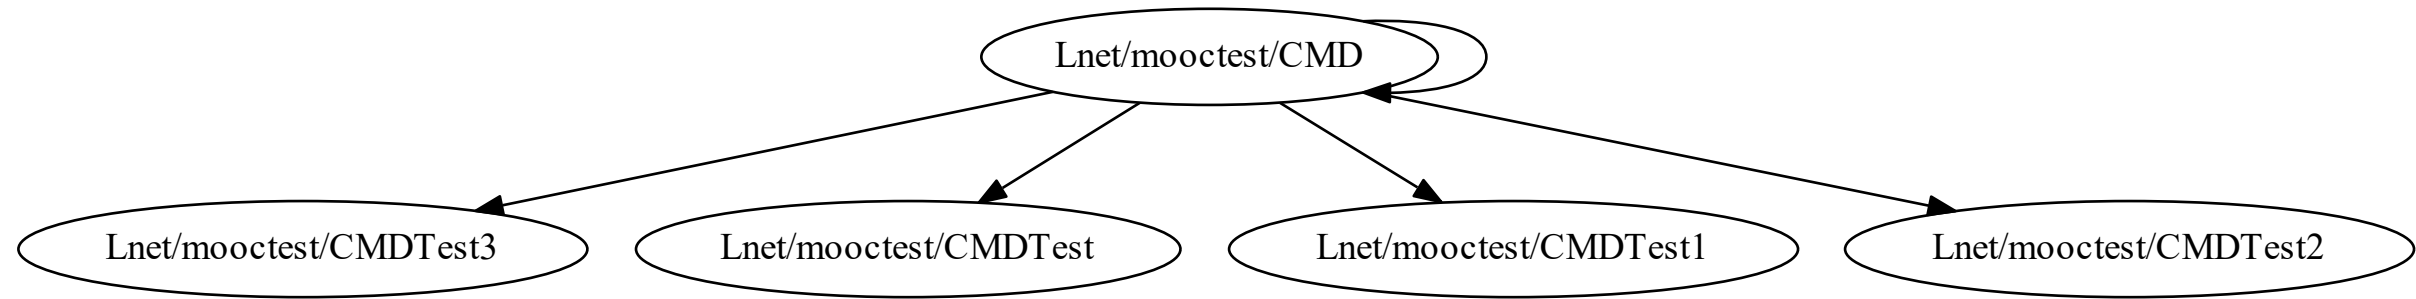 Lnet/mooctest/CMD
Lnet/mooctest/CMDTest3
Lnet/mooctest/CMDTest
Lnet/mooctest/CMDTest1
Lnet/mooctest/CMDTest2